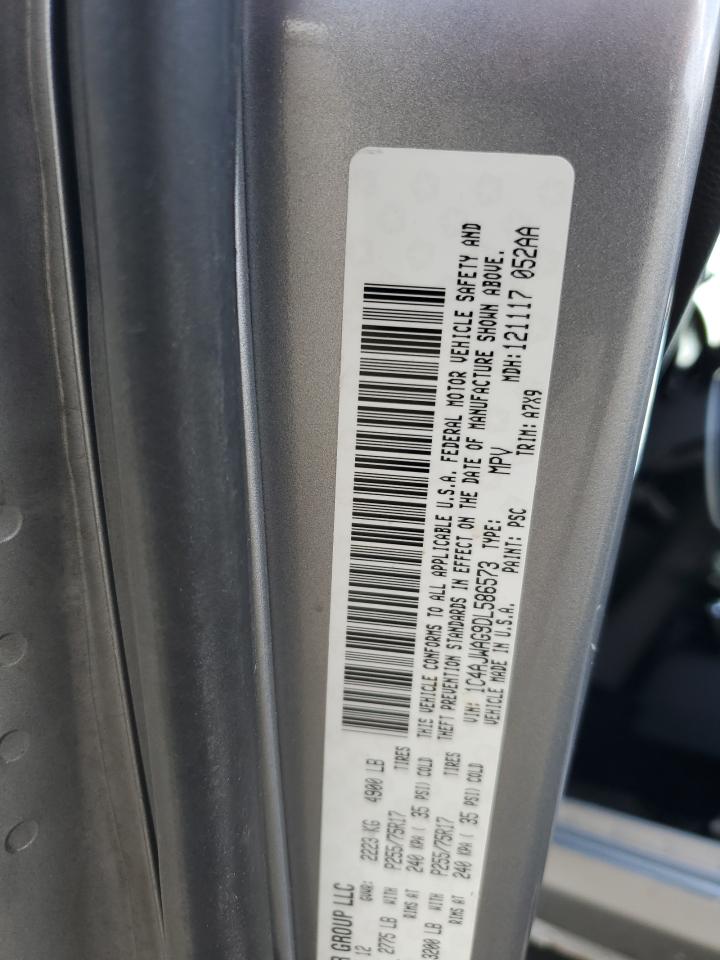 R GROUP LLC
12 GVWR: 2223 KG 4900 LB
2775 LB WITH P255/75R17 TIRES
RIMS AT 240 KPA ( 35 PSI) COLD
3200 LB WITH P255/75R17 TIRES
RIMS AT 240 KPA ( 35 PSI) COLD
THIS VEHICLE CONFORMS TO ALL APPLICABLE U.S.A. FEDERAL MOTOR VEHICLE SAFETY AND
THEFT PREVENTION STANDARDS IN EFFECT ON THE DATE OF MANUFACTURE SHOWN ABOVE.
VIN: 1C4AJWAG9DL586573 TYPE: MPV MDH:121117 052AA
VEHICLE MADE IN U.S.A. PAINT: PSC TRIM: A7X9